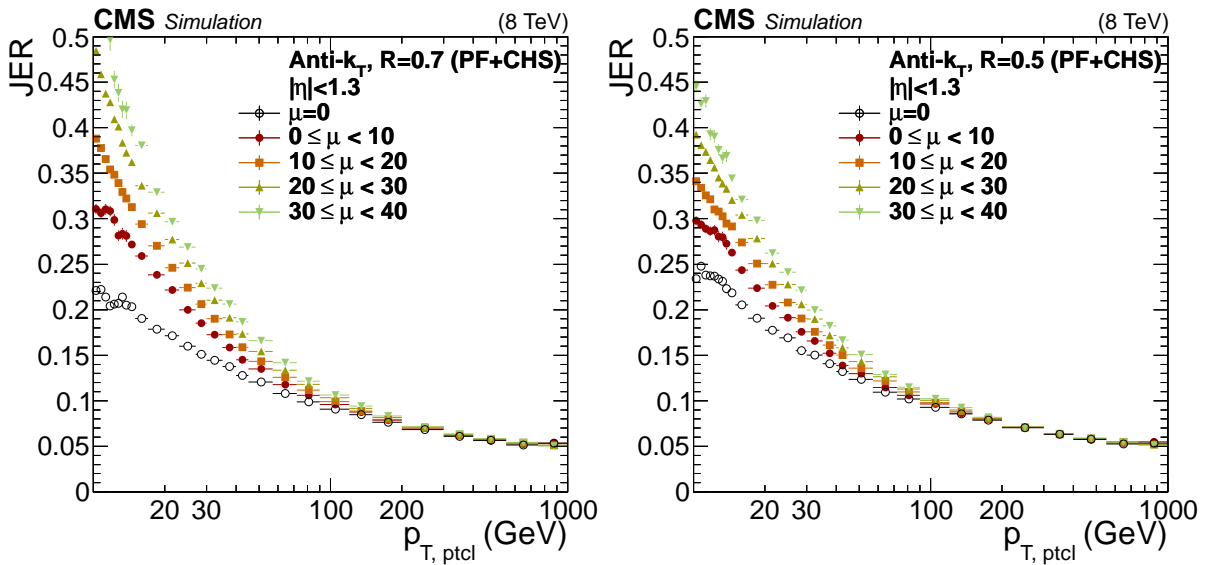 CMS Simulation (8 TeV)
JER
0.5
0.45
0.4
0.35
0.3
0.25
0.2
0.15
0.1
0.05
0
Anti-k_T, R=0.7 (PF+CHS)
|η|<1.3
μ=0
0 ≤ μ < 10
10 ≤ μ < 20
20 ≤ μ < 30
30 ≤ μ < 40
20 30 100 200 1000
p_T, ptcl (GeV)
CMS Simulation (8 TeV)
JER
0.5
0.45
0.4
0.35
0.3
0.25
0.2
0.15
0.1
0.05
0
Anti-k_T, R=0.5 (PF+CHS)
|η|<1.3
μ=0
0 ≤ μ < 10
10 ≤ μ < 20
20 ≤ μ < 30
30 ≤ μ < 40
20 30 100 200 1000
p_T, ptcl (GeV)